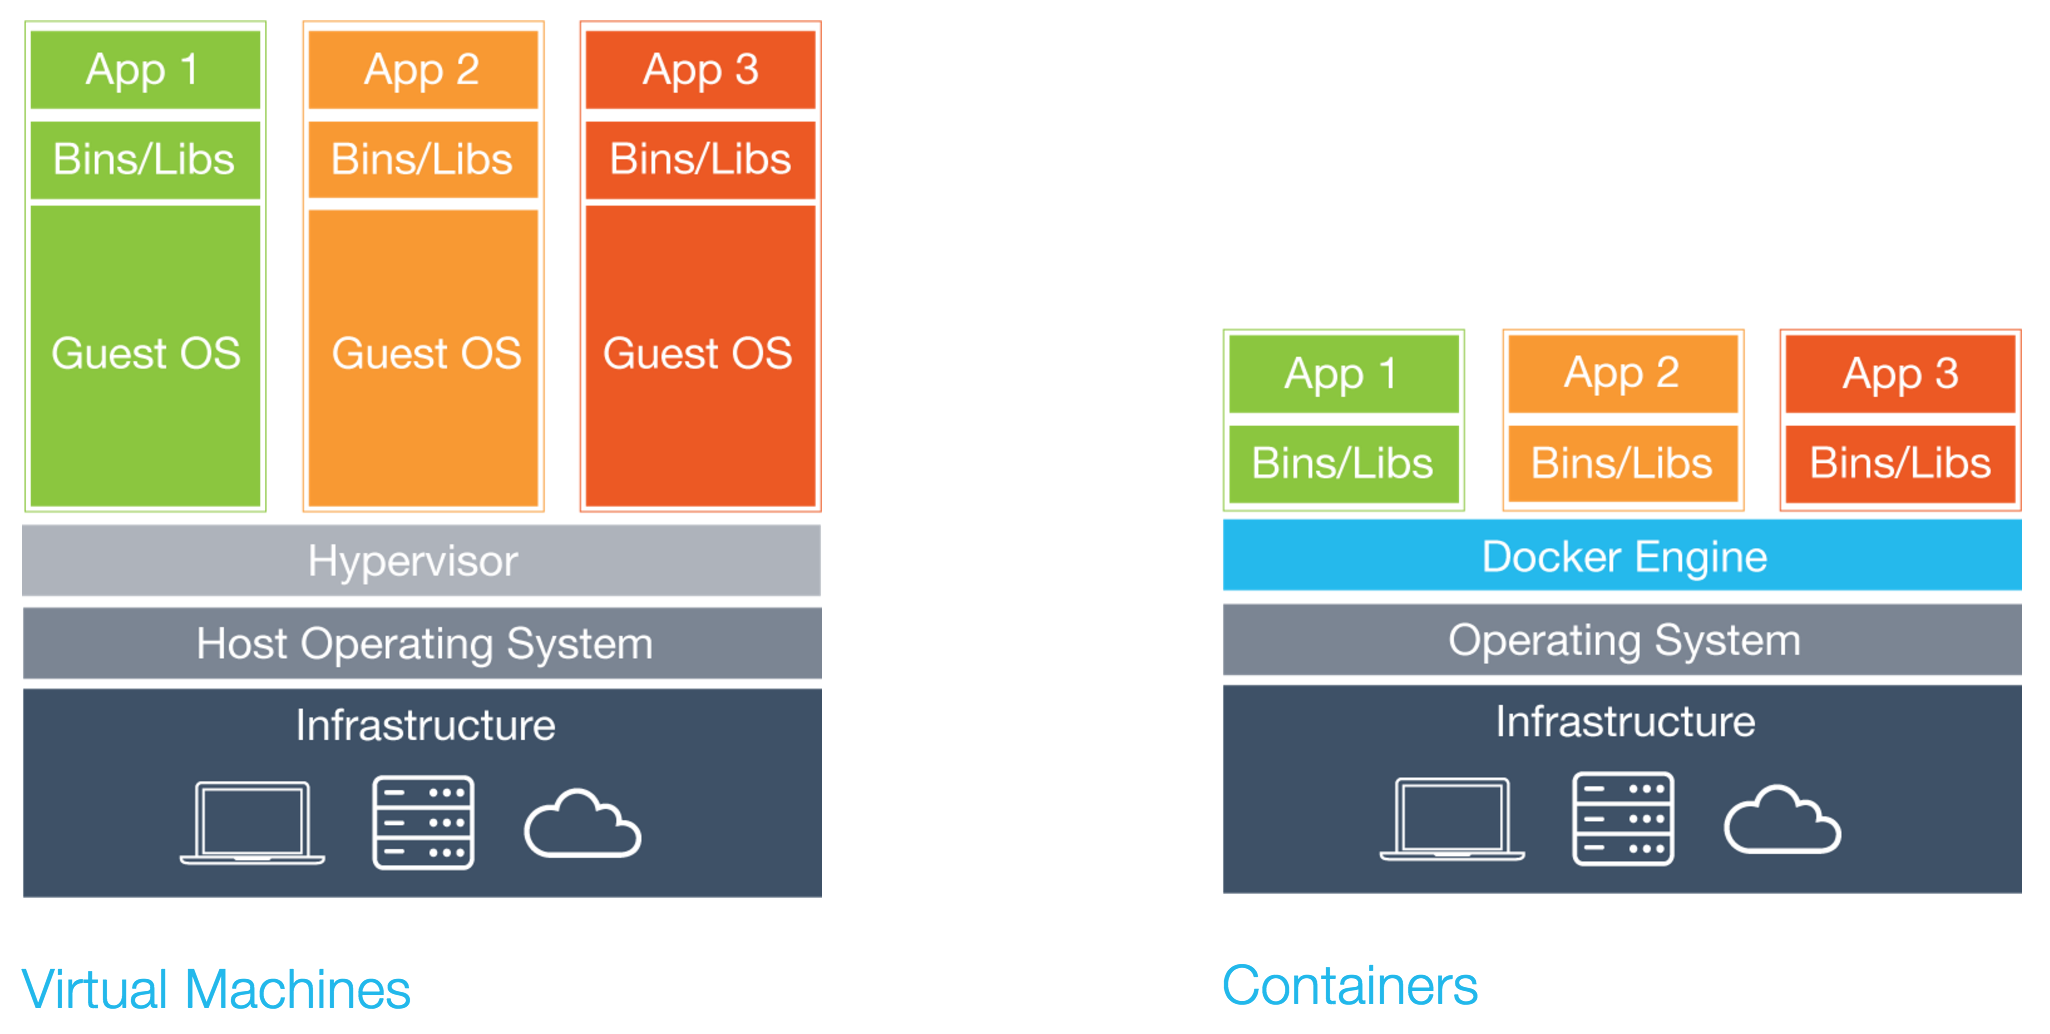 App 1
App 2
App 3
Bins/Libs
Bins/Libs
Bins/Libs
Guest OS
Guest OS
Guest OS
Hypervisor
Host Operating System
Infrastructure
Virtual Machines
App 1
App 2
App 3
Bins/Libs
Bins/Libs
Bins/Libs
Docker Engine
Operating System
Infrastructure
Containers